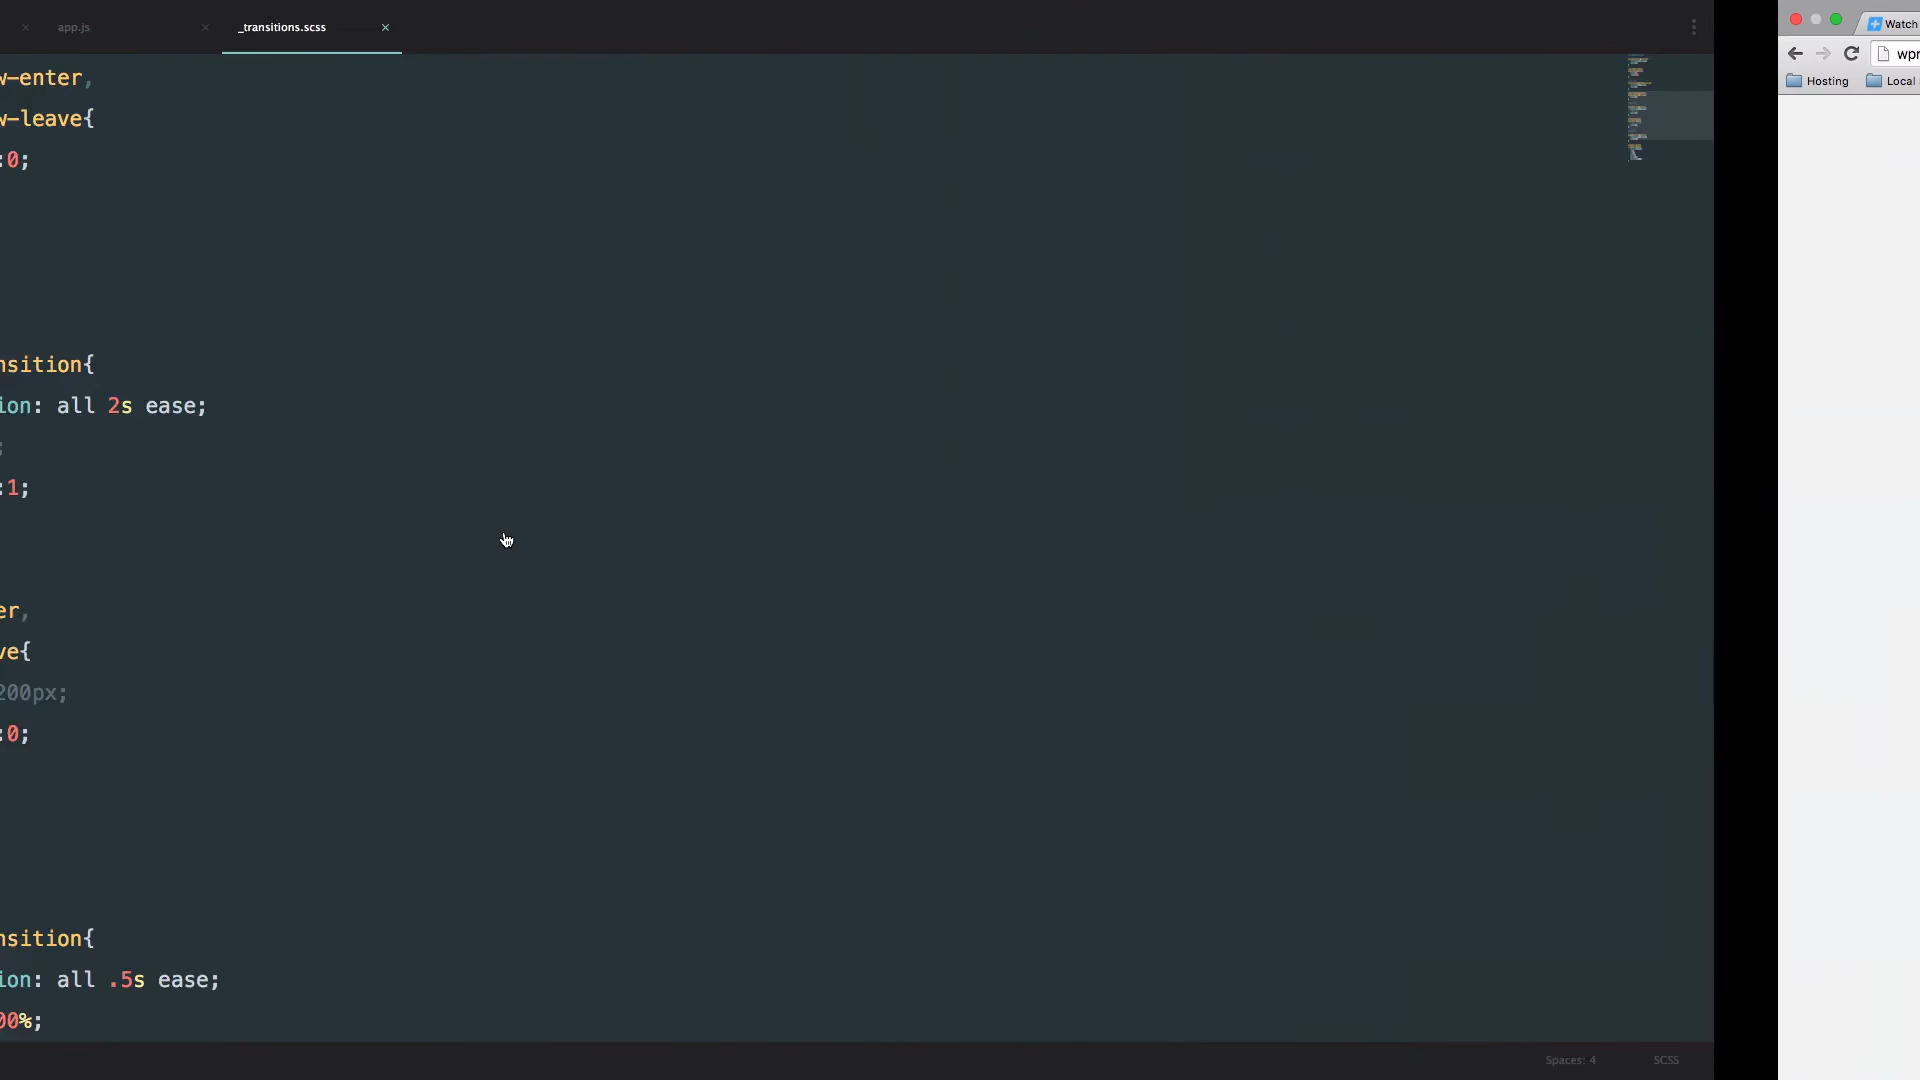 app.js
_transitions.scss
Watch
wpr
Hosting
Local
w-enter,
w-leave{
:0;
nsition{
ion: all 2s ease;
;
:1;
er,
ve{
200px;
:0;
nsition{
ion: all .5s ease;
00%;
Spaces: 4
SCSS